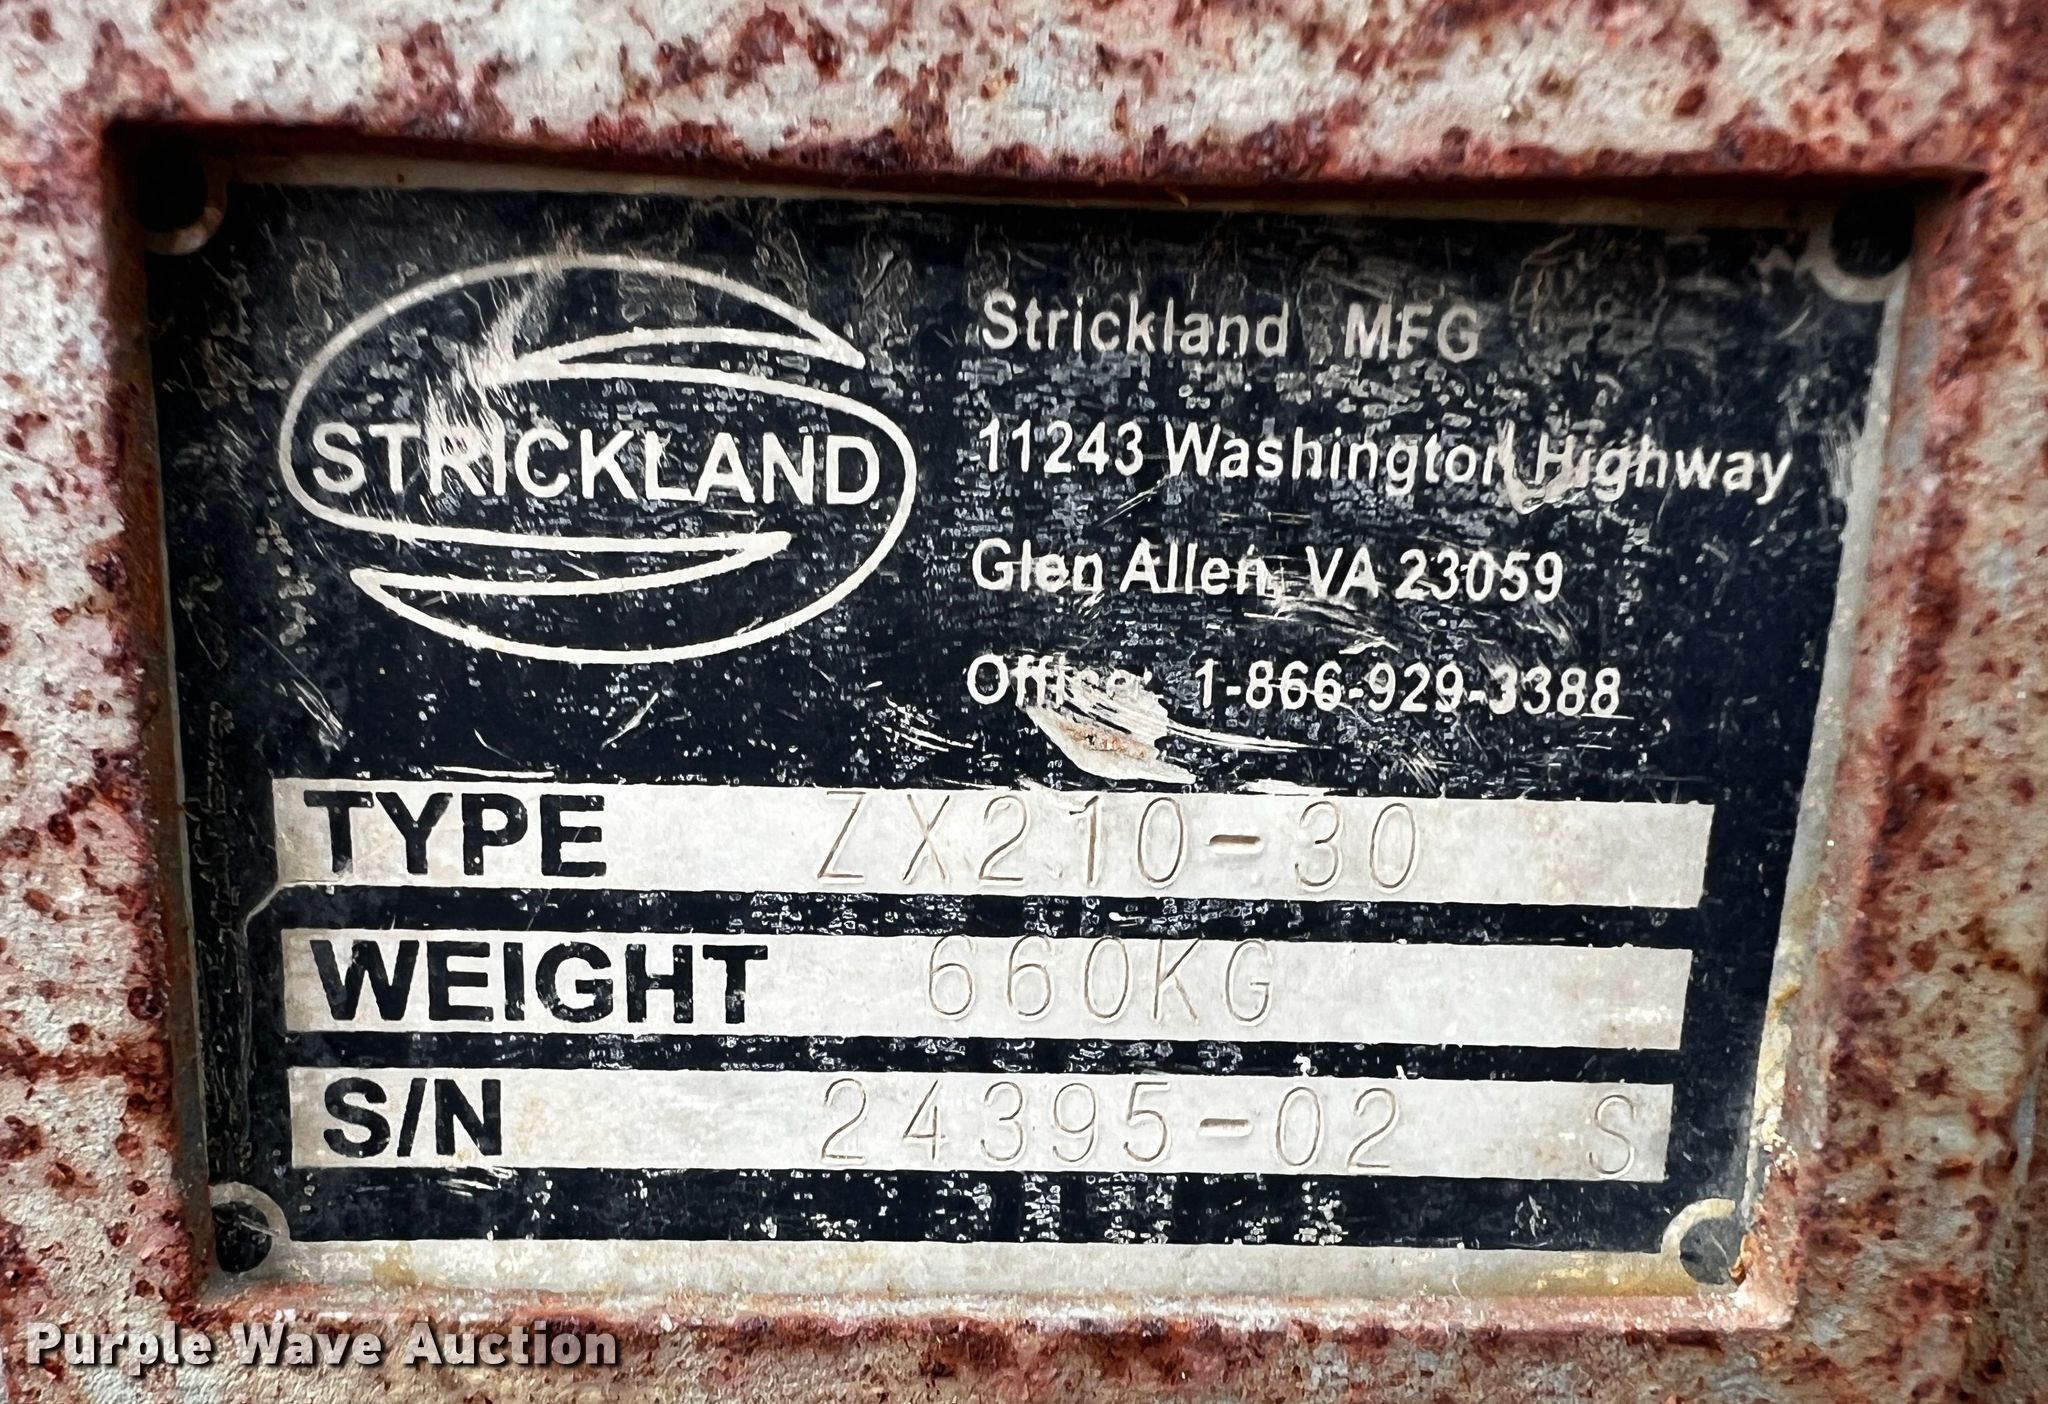 STRICKLAND
Strickland MFG
11243 Washington Highway
Glen Allen, VA 23059
Office: 1-866-929-3388
TYPE ZX210-30
WEIGHT 660KG
S/N 24395-02 S
Purple Wave Auction